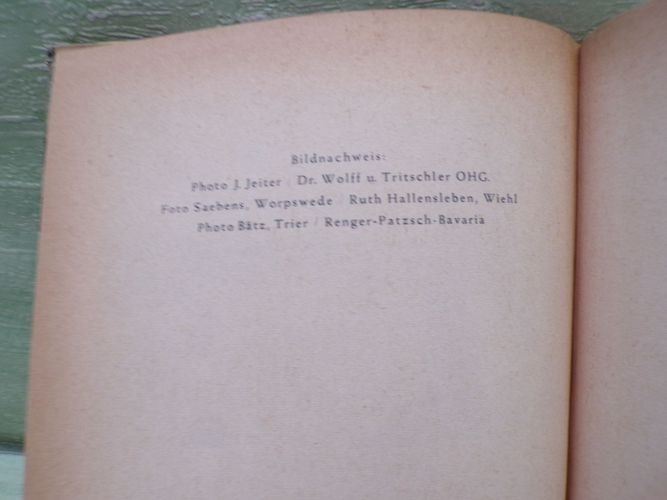 Bildnachweis:
Photo J. Jeiter / Dr. Wolff u. Tritschler OHG.
Foto Saebens, Worpswede / Ruth Hallensleben, Wiehl
Photo Bätz, Trier / Renger-Patzsch-Bavaria